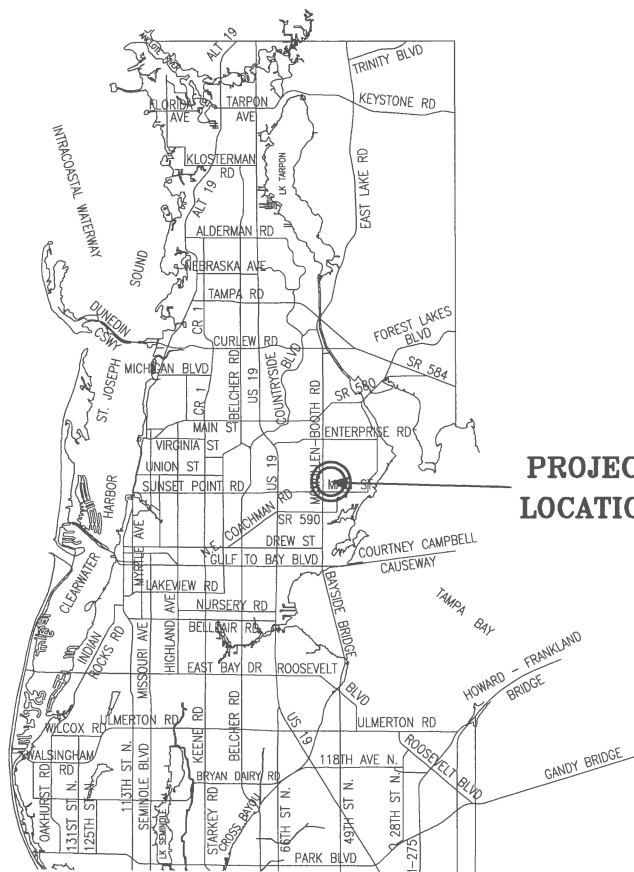 ALT 19
TRINITY BLVD
KEYSTONE RD
FLORIDA
AVE
TARPON
AVE
KLOSTERMAN
RD
LK TARPON
EAST LAKE RD
INTRACOASTAL WATERWAY
ALT 19
ALDERMAN RD
NEBRASKA AVE
SOUND
TAMPA RD
DUNEDIN
CSWY
CR 1
CURLEW RD
FOREST LAKES
BLVD
SR 584
ST. JOSEPH
MICHIGAN BLVD
CR 1
BELCHER RD
US 19
COUNTRYSIDE
BLVD
SR 580
MAIN ST
ENTERPRISE RD
VIRGINIA ST
UNION ST
SUNSET POINT RD
US 19
PROJEC
LOCATIO
HARBOR
N.E. COACHMAN RD
SR 590
DREW ST
COURTNEY CAMPBELL
CAUSEWAY
GULF TO BAY BLVD
CLEARWATER
MYRTLE AVE
LAKEVIEW RD
NURSERY RD
BELLEAIR RD
BAYSIDE BRIDGE
TAMPA BAY
INDIAN
ROCKS RD
MISSOURI AVE
HIGHLAND AVE
EAST BAY DR
ROOSEVELT
BLVD
HOWARD - FRANKLAND
BRIDGE
WILCOX RD
ULMERTON RD
US 19
ULMERTON RD
WALSINGHAM
RD
KEENE RD
BELCHER RD
118TH AVE N.
ROOSEVELT BLVD
GANDY BRIDGE
OAKHURST RD
131ST ST N.
125TH ST N.
113TH ST N.
SEMINOLE BLVD
LK SEMINOLE
BRYAN DAIRY RD
STARKEY RD
CROSS BAYOU
66TH ST N.
49TH ST N.
28TH ST N.
I-275
PARK BLVD